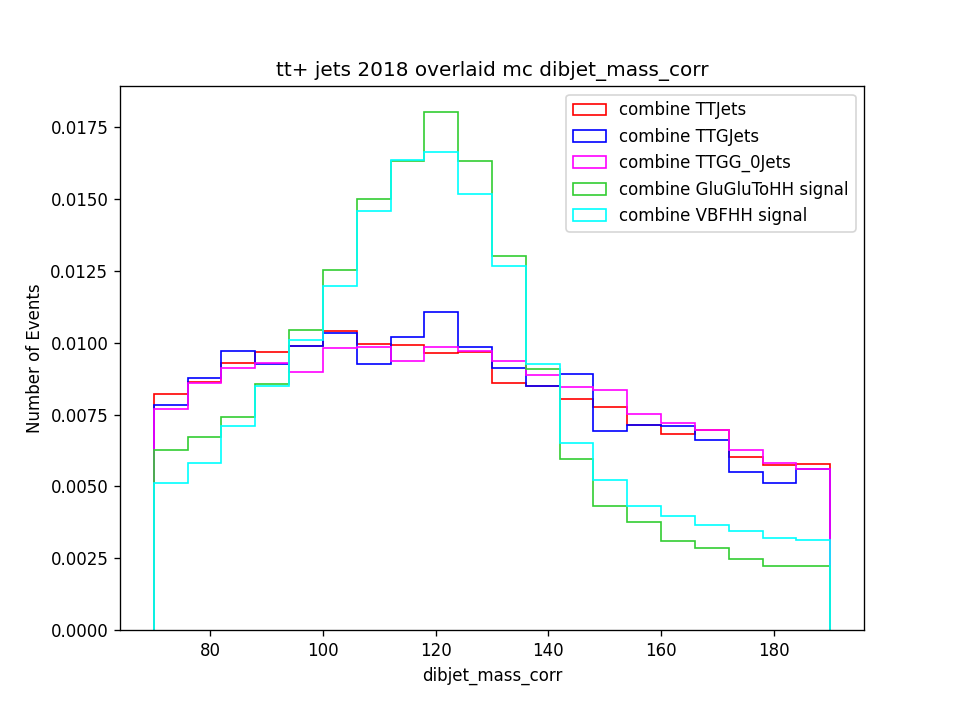 tt+ jets 2018 overlaid mc dibjet_mass_corr
combine TTJets
combine TTGJets
combine TTGG_0Jets
combine GluGluToHH signal
combine VBFHH signal
Number of Events
0.0175
0.0150
0.0125
0.0100
0.0075
0.0050
0.0025
0.0000
80 100 120 140 160 180
dibjet_mass_corr